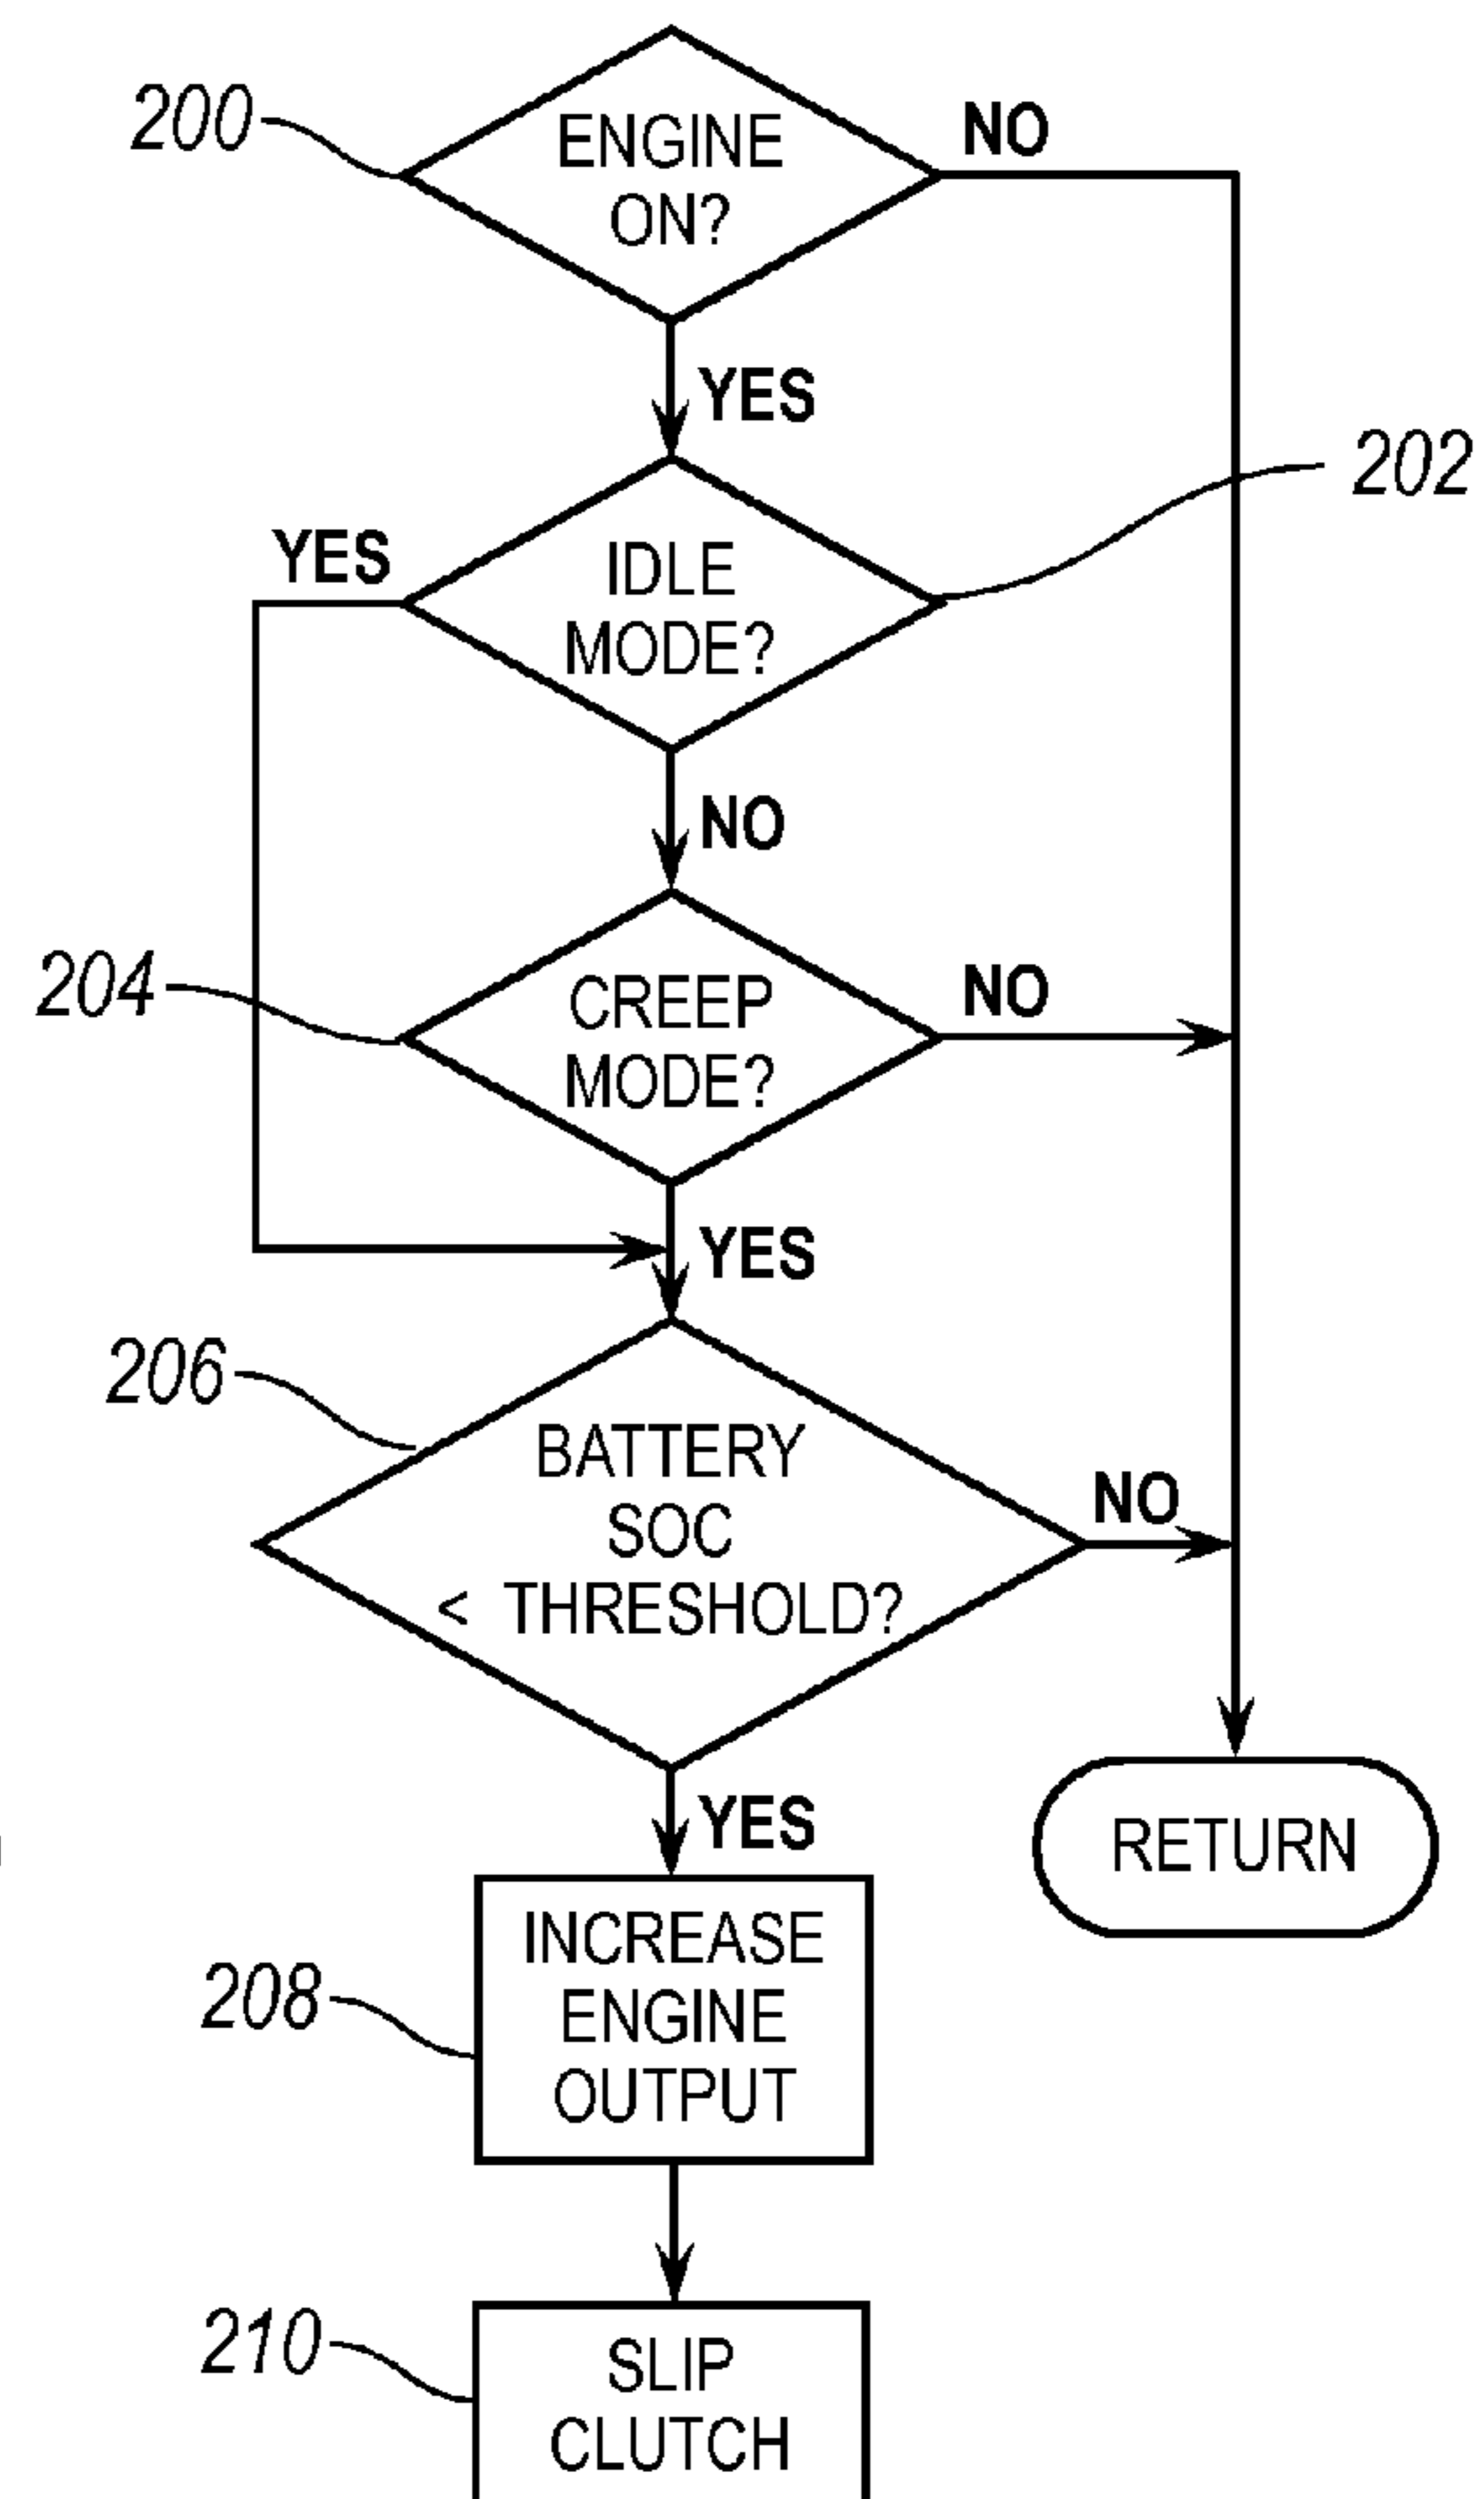 200
ENGINE
ON?
NO
YES
202
YES
IDLE
MODE?
NO
204
CREEP
MODE?
NO
YES
206
BATTERY
SOC
< THRESHOLD?
NO
YES
RETURN
208
INCREASE
ENGINE
OUTPUT
210
SLIP
CLUTCH